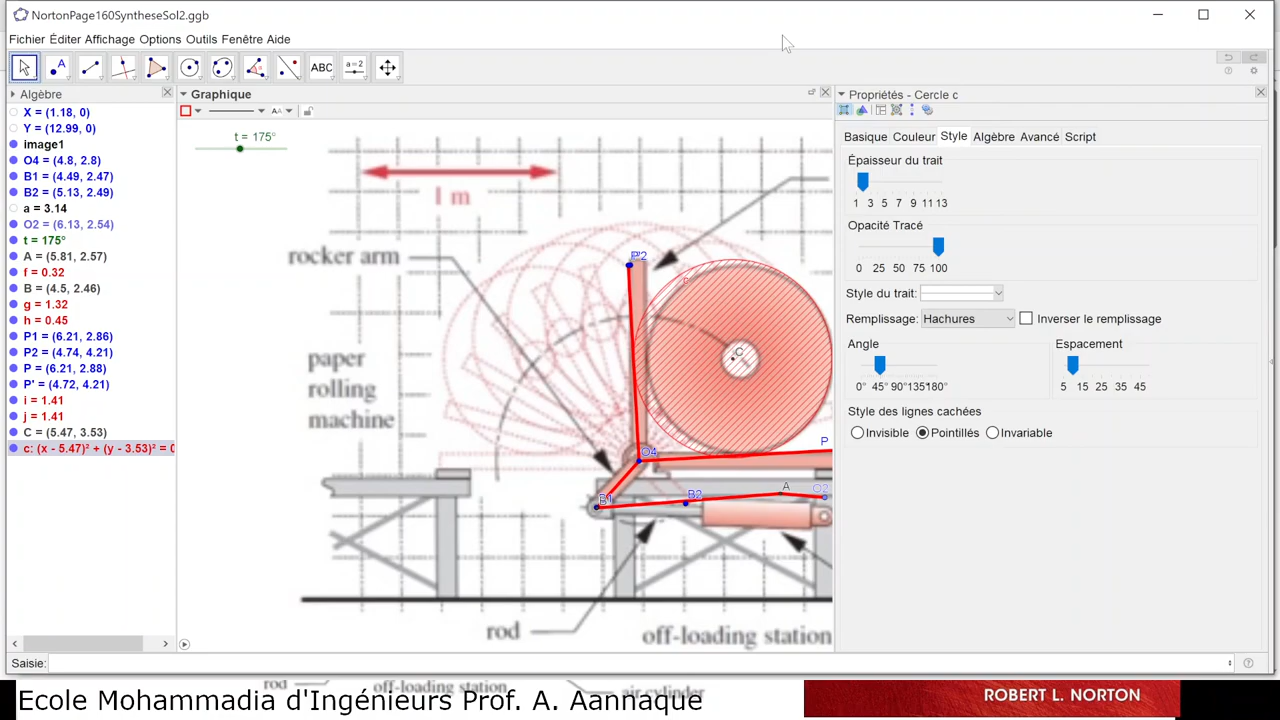 NortonPage160SyntheseSol2.ggb
Fichier Éditer Affichage Options Outils Fenêtre Aide
ABC
a=2
Algèbre
Graphique
Propriétés - Cercle c
X = (1.18, 0)
Y = (12.99, 0)
image1
O4 = (4.8, 2.8)
B1 = (4.49, 2.47)
B2 = (5.13, 2.49)
a = 3.14
O2 = (6.13, 2.54)
t = 175°
A = (5.81, 2.57)
f = 0.32
B = (4.5, 2.46)
g = 1.32
h = 0.45
P1 = (6.21, 2.86)
P2 = (4.74, 4.21)
P = (6.21, 2.88)
P' = (4.72, 4.21)
i = 1.41
j = 1.41
C = (5.47, 3.53)
c: (x - 5.47)² + (y - 3.53)² = 0
t = 175°
1 m
rocker arm
c
C
paper
rolling
machine
O4
P
B1
B2
A
O2
rod
off-loading station
Basique Couleur Style Algèbre Avancé Script
Épaisseur du trait
1 3 5 7 9 11 13
Opacité Tracé
0 25 50 75 100
Style du trait:
Remplissage: Hachures Inverser le remplissage
Angle Espacement
0° 45° 90° 135° 180° 5 15 25 35 45
Style des lignes cachées
Invisible Pointillés Invariable
Saisie:
rod off-loading station air cylinder
Ecole Mohammadia d'Ingénieurs Prof. A. Aannaque
ROBERT L. NORTON